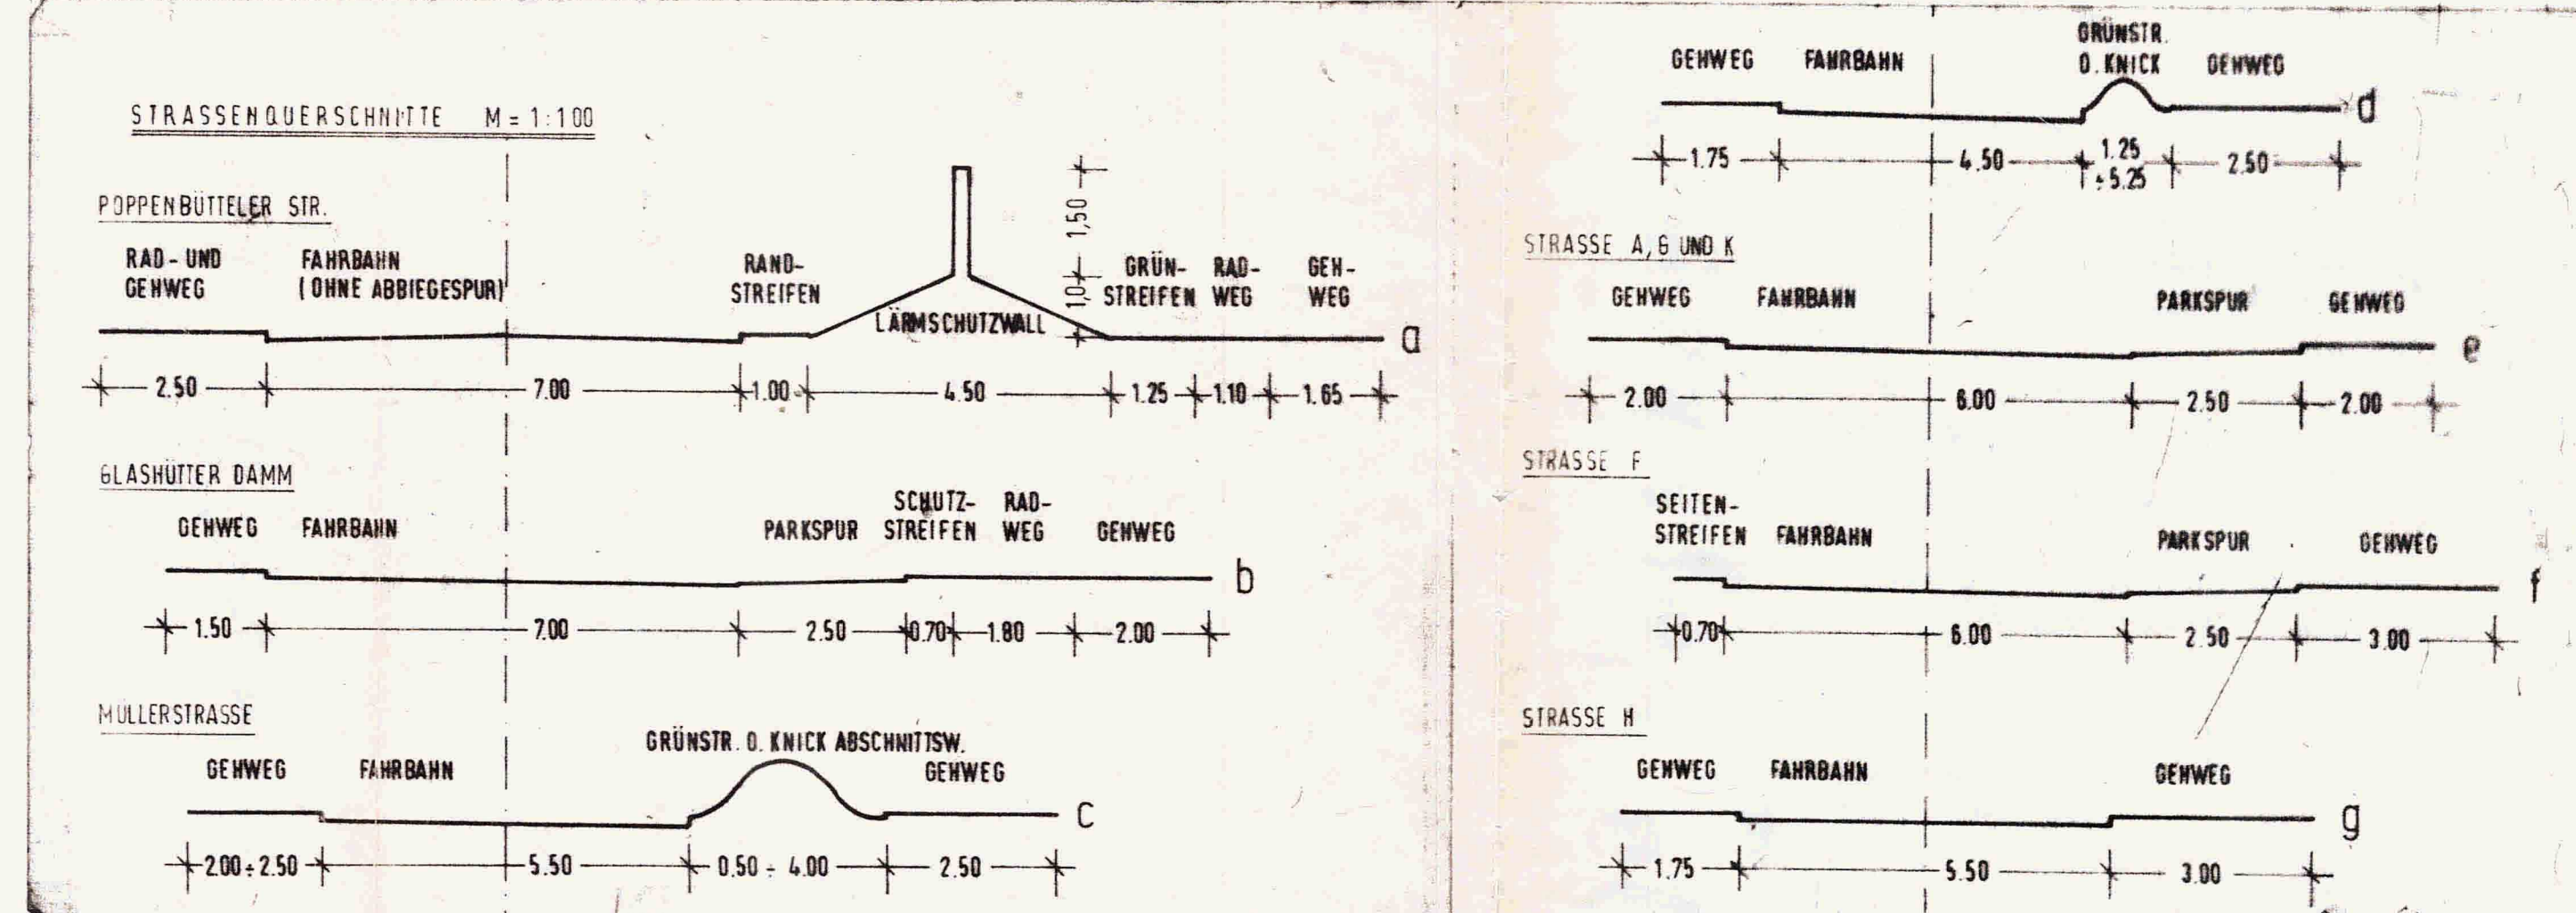 STRASSENQUERSCHNITTE M = 1:100
POPPENBÜTTELER STR.
RAD- UND
GEHWEG
FAHRBAHN
(OHNE ABBIEGESPUR)
RAND-
STREIFEN
LÄRMSCHUTZWALL
1,50
1,0
GRÜN-
STREIFEN
RAD-
WEG
GEH-
WEG
a
2.50 7.00 1.00 4.50 1.25 1.10 1.65
GLASHÜTTER DAMM
GEHWEG FAHRBAHN PARKSPUR
SCHUTZ-
STREIFEN
RAD-
WEG
GEHWEG
b
1.50 7.00 2.50 0.70 1.80 2.00
MÜLLERSTRASSE
GRÜNSTR. O. KNICK ABSCHNITTSW.
GEHWEG FAHRBAHN GEHWEG
c
2.00÷2.50 5.50 0.50÷4.00 2.50
GEHWEG FAHRBAHN
GRÜNSTR.
O. KNICK
GEHWEG
d
1.75 4.50
1.25
÷5.25
2.50
STRASSE A, G UND K
GEHWEG FAHRBAHN PARKSPUR GEHWEG
e
2.00 6.00 2.50 2.00
STRASSE F
SEITEN-
STREIFEN
FAHRBAHN PARKSPUR GEHWEG
f
0.70 6.00 2.50 3.00
STRASSE H
GEHWEG FAHRBAHN GEHWEG
g
1.75 5.50 3.00